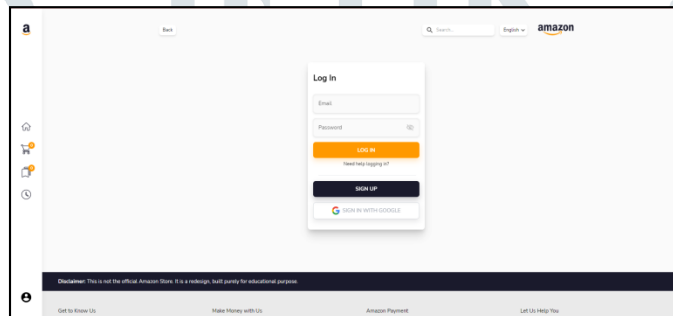 a
Back
Search...
English
amazon
Log In
Email
Password
LOG IN
Need help logging in?
SIGN UP
SIGN IN WITH GOOGLE
Disclaimer: This is not the official Amazon Store. It is a redesign, built purely for educational purpose.
Get to Know Us
Make Money with Us
Amazon Payment
Let Us Help You